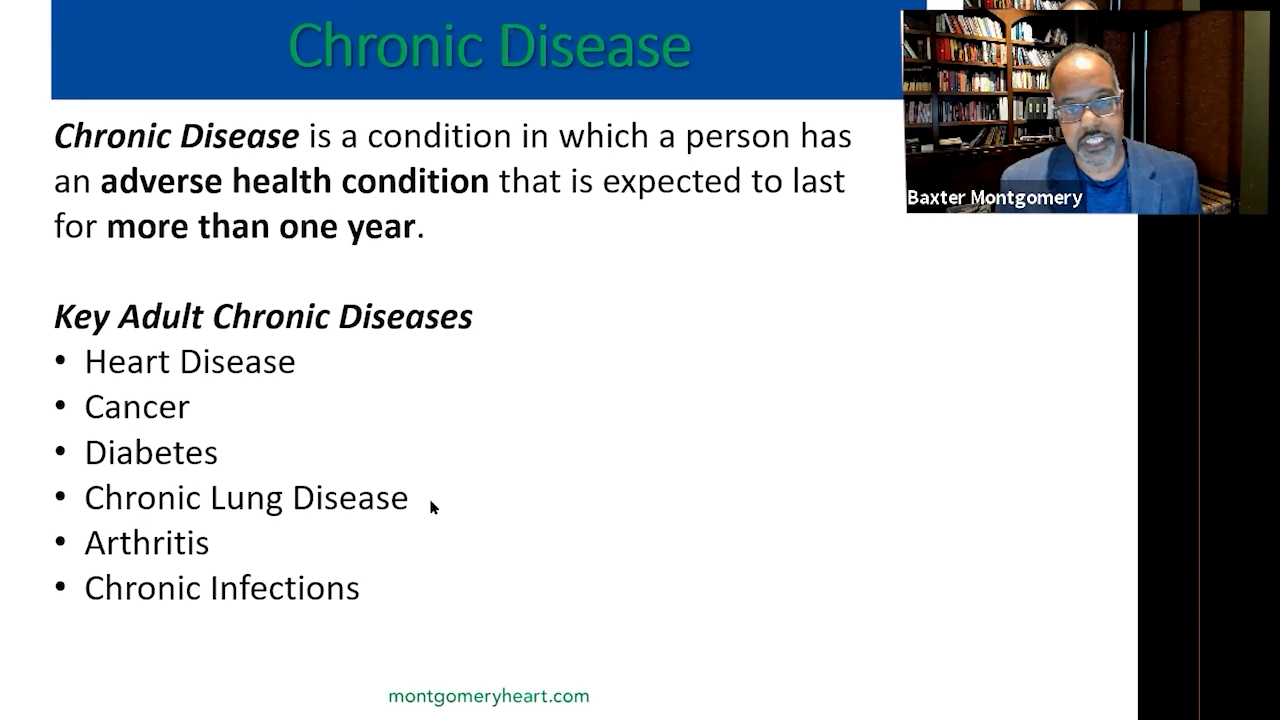 Chronic Disease
Baxter Montgomery
Chronic Disease is a condition in which a person has
an adverse health condition that is expected to last
for more than one year.
Key Adult Chronic Diseases
• Heart Disease
• Cancer
• Diabetes
• Chronic Lung Disease
• Arthritis
• Chronic Infections
montgomeryheart.com